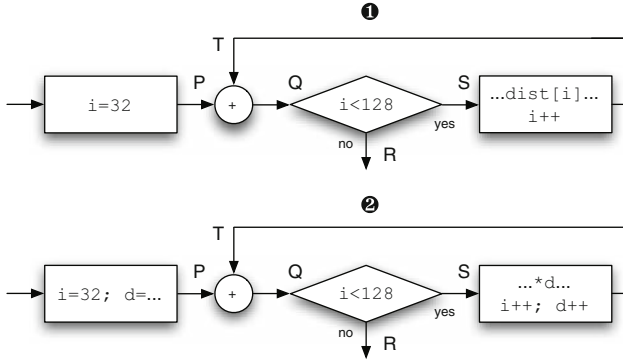 ❶
T
P
Q
S
i=32
+
i<128
...dist[i]...
i++
yes
no
R
❷
T
P
Q
S
i=32; d=...
+
i<128
...*d...
i++; d++
yes
no
R